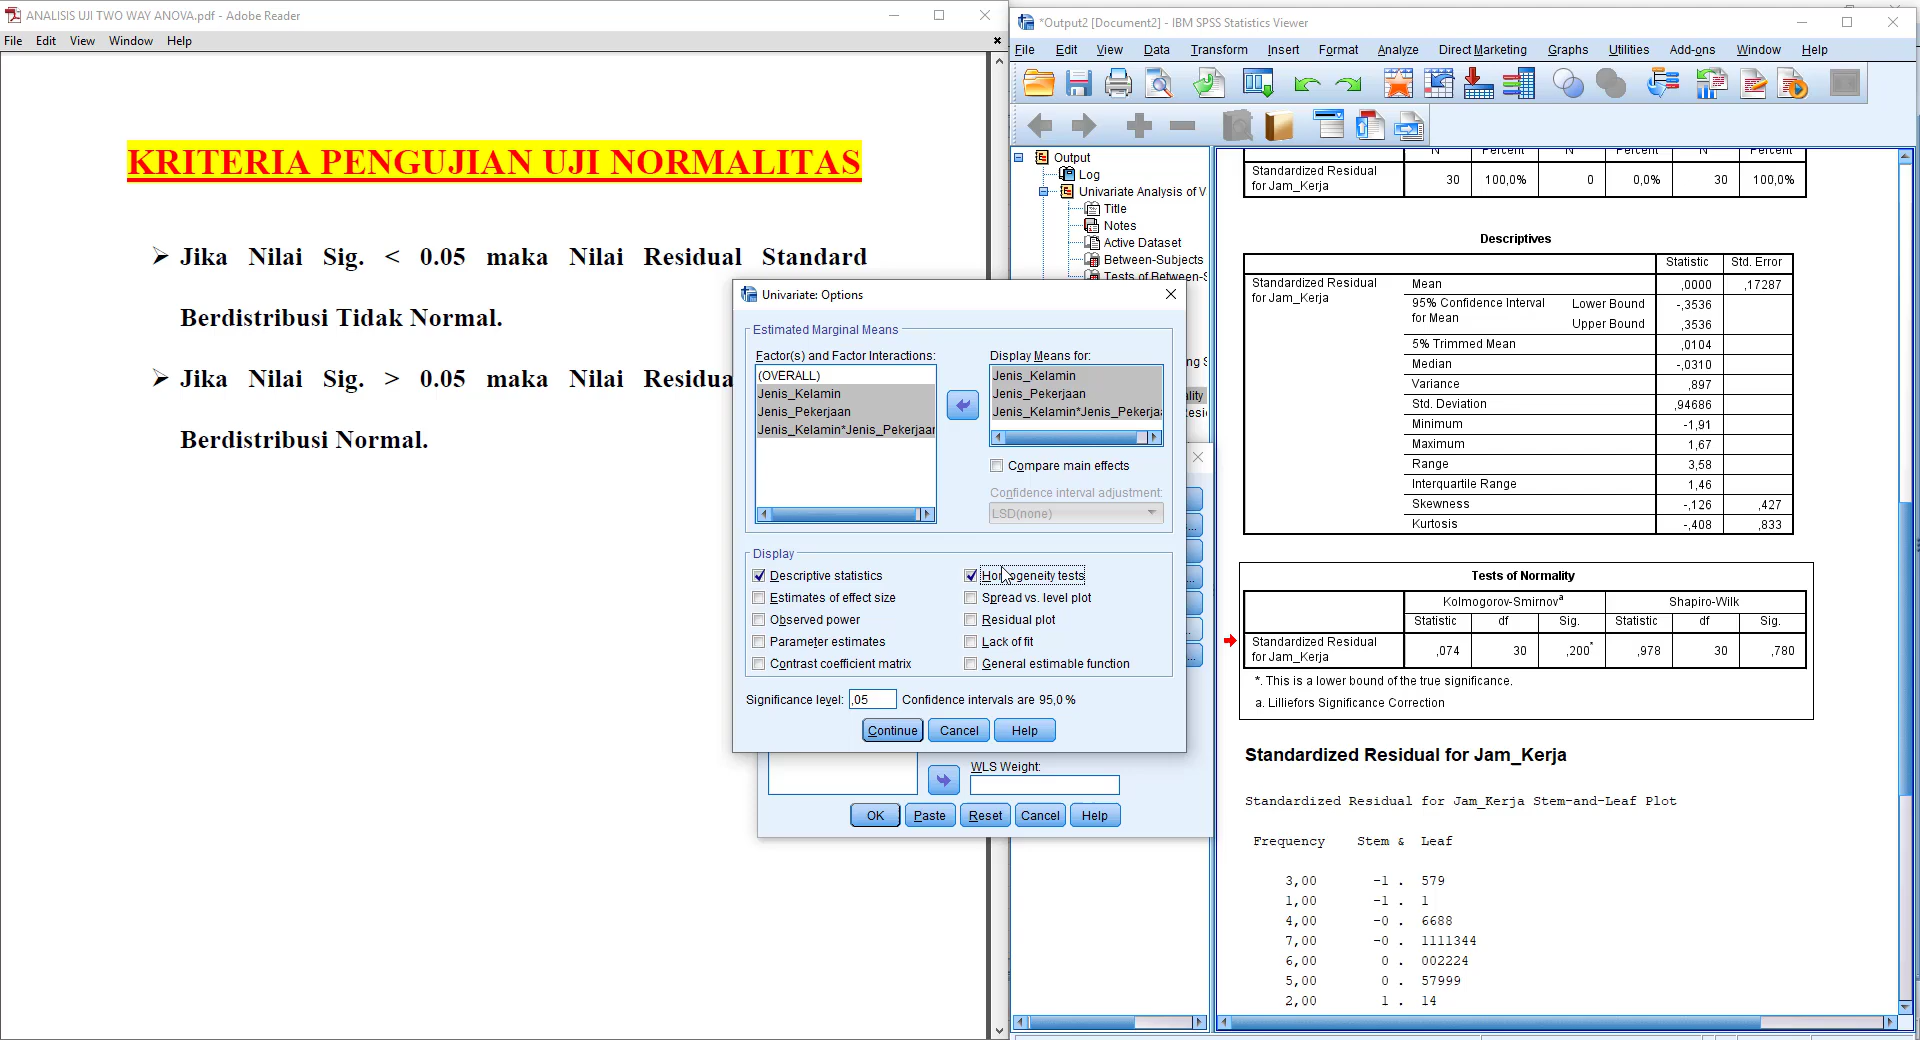 ANALISIS UJI TWO WAY ANOVA.pdf - Adobe Reader
File Edit View Window Help
KRITERIA PENGUJIAN UJI NORMALITAS
➢ Jika Nilai Sig. < 0.05 maka Nilai Residual Standard
Berdistribusi Tidak Normal.
➢ Jika Nilai Sig. > 0.05 maka Nilai
Berdistribusi Normal.
*Output2 [Document2] - IBM SPSS Statistics Viewer
File Edit View Data Transform Insert Format Analyze Direct Marketing Graphs Utilities Add-ons Window Help
Output
Log
Univariate Analysis of V
Title
Notes
Active Dataset
Between-Subjects
Tests of Between-S
N Percent N Percent N Percent
Standardized Residual 30 100,0% 0 0,0% 30 100,0%
for Jam_Kerja
Descriptives
Statistic Std. Error
Standardized Residual Mean ,0000 ,17287
for Jam_Kerja
95% Confidence Interval Lower Bound -,3536
for Mean Upper Bound ,3536
5% Trimmed Mean ,0104
Median -,0310
Variance ,897
Std. Deviation ,94686
Minimum -1,91
Maximum 1,67
Range 3,58
Interquartile Range 1,46
Skewness -,126 ,427
Kurtosis -,408 ,833
Tests of Normality
Kolmogorov-Smirnovᵃ Shapiro-Wilk
Statistic df Sig. Statistic df Sig.
Standardized Residual ,074 30 ,200* ,978 30 ,780
for Jam_Kerja
*. This is a lower bound of the true significance.
a. Lilliefors Significance Correction
Standardized Residual for Jam_Kerja
Standardized Residual for Jam_Kerja Stem-and-Leaf Plot
Frequency Stem & Leaf
3,00 -1 . 579
1,00 -1 . 1
4,00 -0 . 6688
7,00 -0 . 1111344
6,00 0 . 002224
5,00 0 . 57999
2,00 1 . 14
Univariate: Options
Estimated Marginal Means
Factor(s) and Factor Interactions:
(OVERALL)
Jenis_Kelamin
Jenis_Pekerjaan
Jenis_Kelamin*Jenis_Pekerjaan
Display Means for:
Jenis_Kelamin
Jenis_Pekerjaan
Jenis_Kelamin*Jenis_Pekerjaa
Compare main effects
Confidence interval adjustment:
LSD(none)
Display
Descriptive statistics Homogeneity tests
Estimates of effect size Spread vs. level plot
Observed power Residual plot
Parameter estimates Lack of fit
Contrast coefficient matrix General estimable function
Significance level: ,05 Confidence intervals are 95,0 %
Continue Cancel Help
WLS Weight:
OK Paste Reset Cancel Help